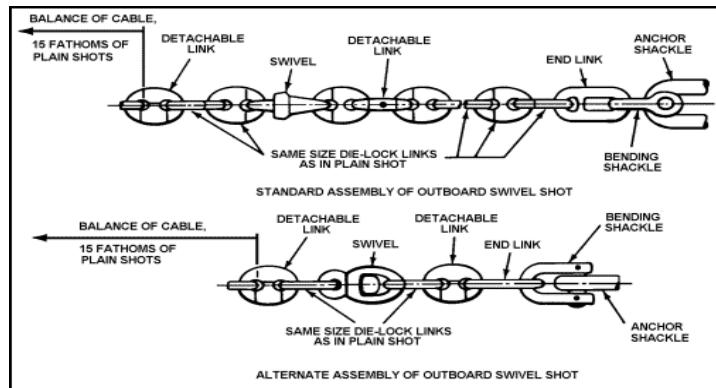 BALANCE OF CABLE,
15 FATHOMS OF
PLAIN SHOTS
DETACHABLE
LINK
SWIVEL
DETACHABLE
LINK
END LINK
ANCHOR
SHACKLE
SAME SIZE DIE-LOCK LINKS
AS IN PLAIN SHOT
BENDING
SHACKLE
STANDARD ASSEMBLY OF OUTBOARD SWIVEL SHOT
BALANCE OF CABLE,
15 FATHOMS OF
PLAIN SHOTS
DETACHABLE
LINK
SWIVEL
DETACHABLE
LINK
END LINK
BENDING
SHACKLE
SAME SIZE DIE-LOCK LINKS
AS IN PLAIN SHOT
ANCHOR
SHACKLE
ALTERNATE ASSEMBLY OF OUTBOARD SWIVEL SHOT